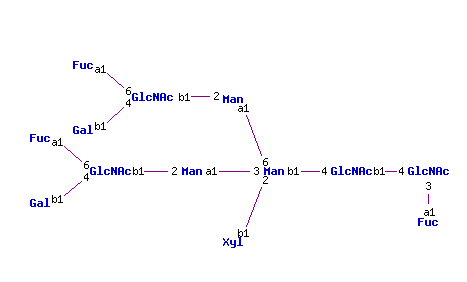 Fuc a1
6
4 GlcNAc b1 2 Man
a1
Gal b1
Fuc a1
6
4 GlcNAc b1 2 Man a1 3 6 2 Man b1 4 GlcNAc b1 4 GlcNAc
3
Gal b1
a1
Fuc
b1
Xyl